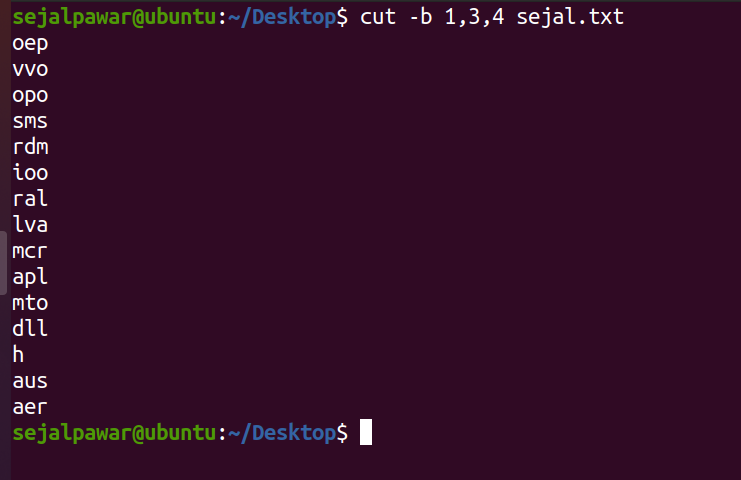 sejalpawar@ubuntu:~/Desktop$ cut -b 1,3,4 sejal.txt
oep
vvo
opo
sms
rdm
ioo
ral
lva
mcr
apl
mto
dll
h
aus
aer
sejalpawar@ubuntu:~/Desktop$